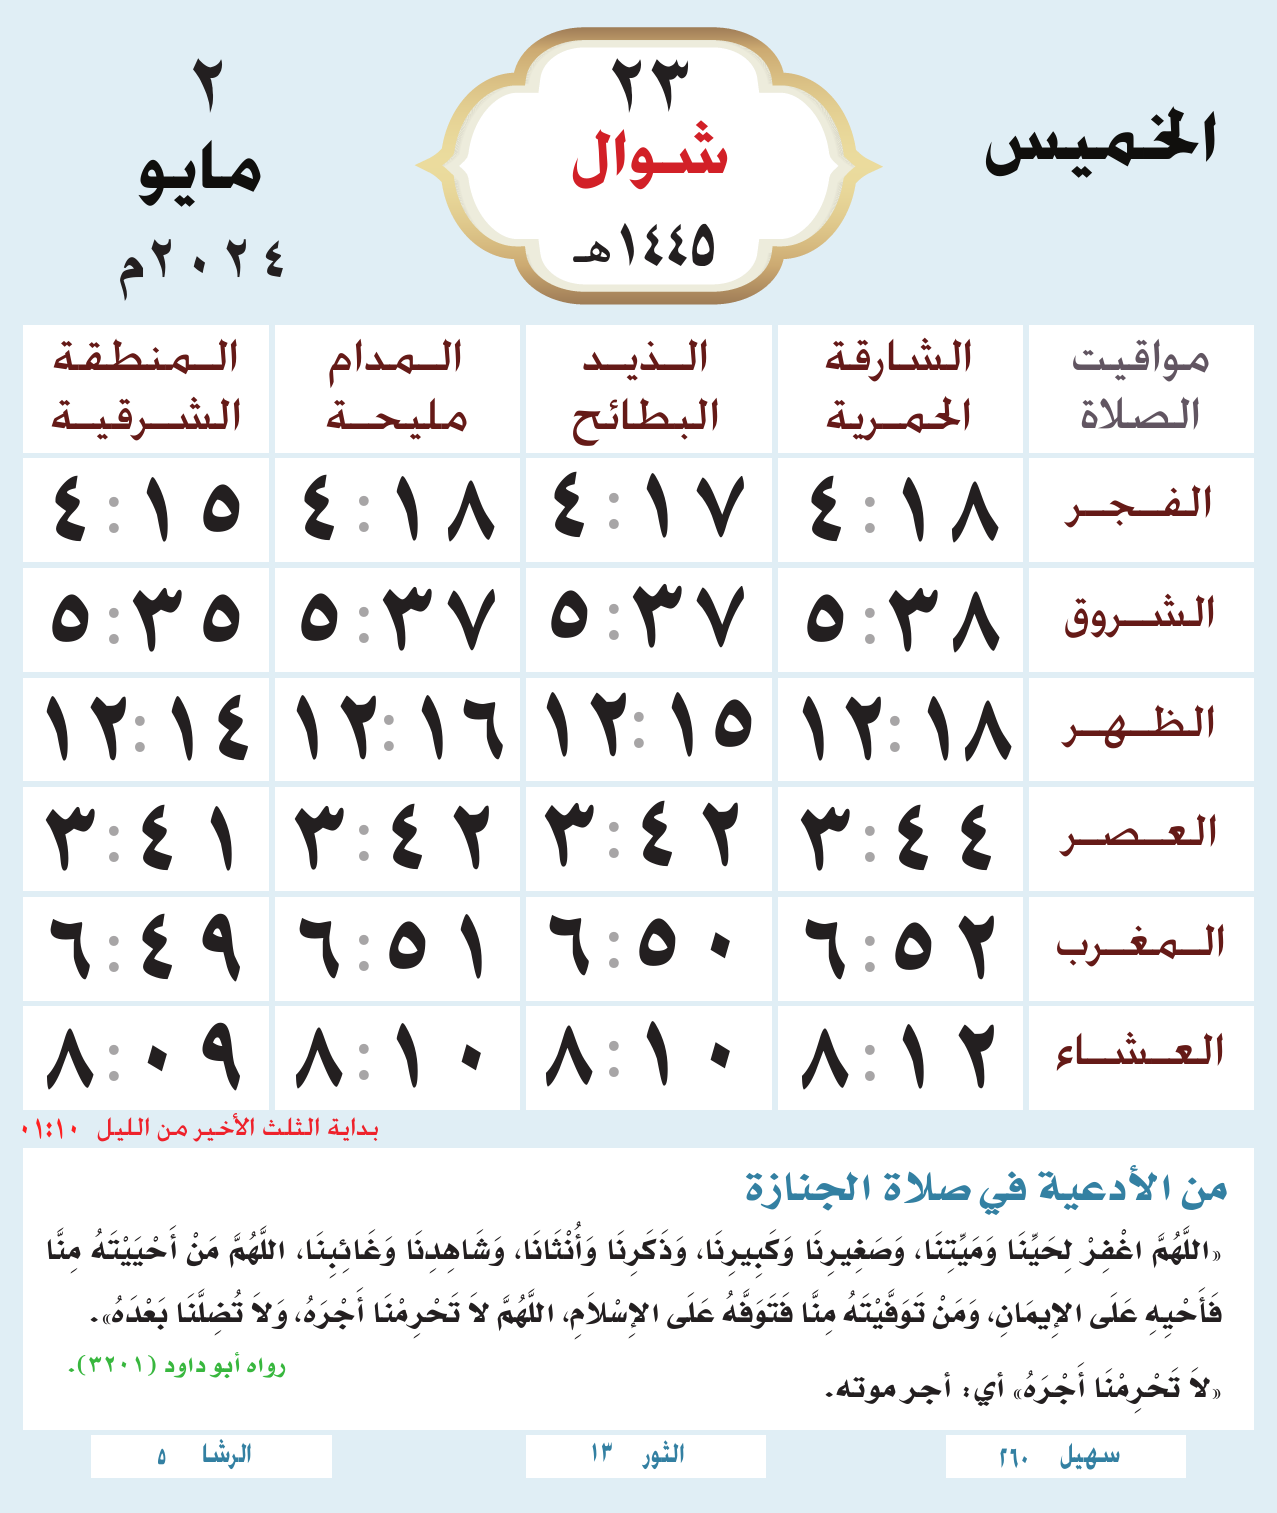 الخميس
٢٣
شوال
١٤٤٥هـ
٢
مايو
٢٠٢٤م
مواقيت الصلاة	الشارقة الحمرية	الذيد البطائح	المدام مليحة	المنطقة الشرقية
الفجر	٤:١٨	٤:١٧	٤:١٨	٤:١٥
الشروق	٥:٣٨	٥:٣٧	٥:٣٧	٥:٣٥
الظهر	١٢:١٨	١٢:١٥	١٢:١٦	١٢:١٤
العصر	٣:٤٤	٣:٤٢	٣:٤٢	٣:٤١
المغرب	٦:٥٢	٦:٥٠	٦:٥١	٦:٤٩
العشاء	٨:١٢	٨:١٠	٨:١٠	٨:٠٩
بداية الثلث الأخير من الليل ٠١:١٠
من الأدعية في صلاة الجنازة
«اللَّهُمَّ اغْفِرْ لِحَيِّنَا وَمَيِّتِنَا، وَصَغِيرِنَا وَكَبِيرِنَا، وَذَكَرِنَا وَأُنْثَانَا، وَشَاهِدِنَا وَغَائِبِنَا، اللَّهُمَّ مَنْ أَحْيَيْتَهُ مِنَّا
فَأَحْيِهِ عَلَى الإِيمَانِ، وَمَنْ تَوَفَّيْتَهُ مِنَّا فَتَوَفَّهُ عَلَى الإِسْلَامِ، اللَّهُمَّ لاَ تَحْرِمْنَا أَجْرَهُ، وَلاَ تُضِلَّنَا بَعْدَهُ».
رواه أبو داود (٣٢٠١).
«لاَ تَحْرِمْنَا أَجْرَهُ» أي: أجر موته.
سهيل ٢٦٠
الثور ١٣
الرشا ٥